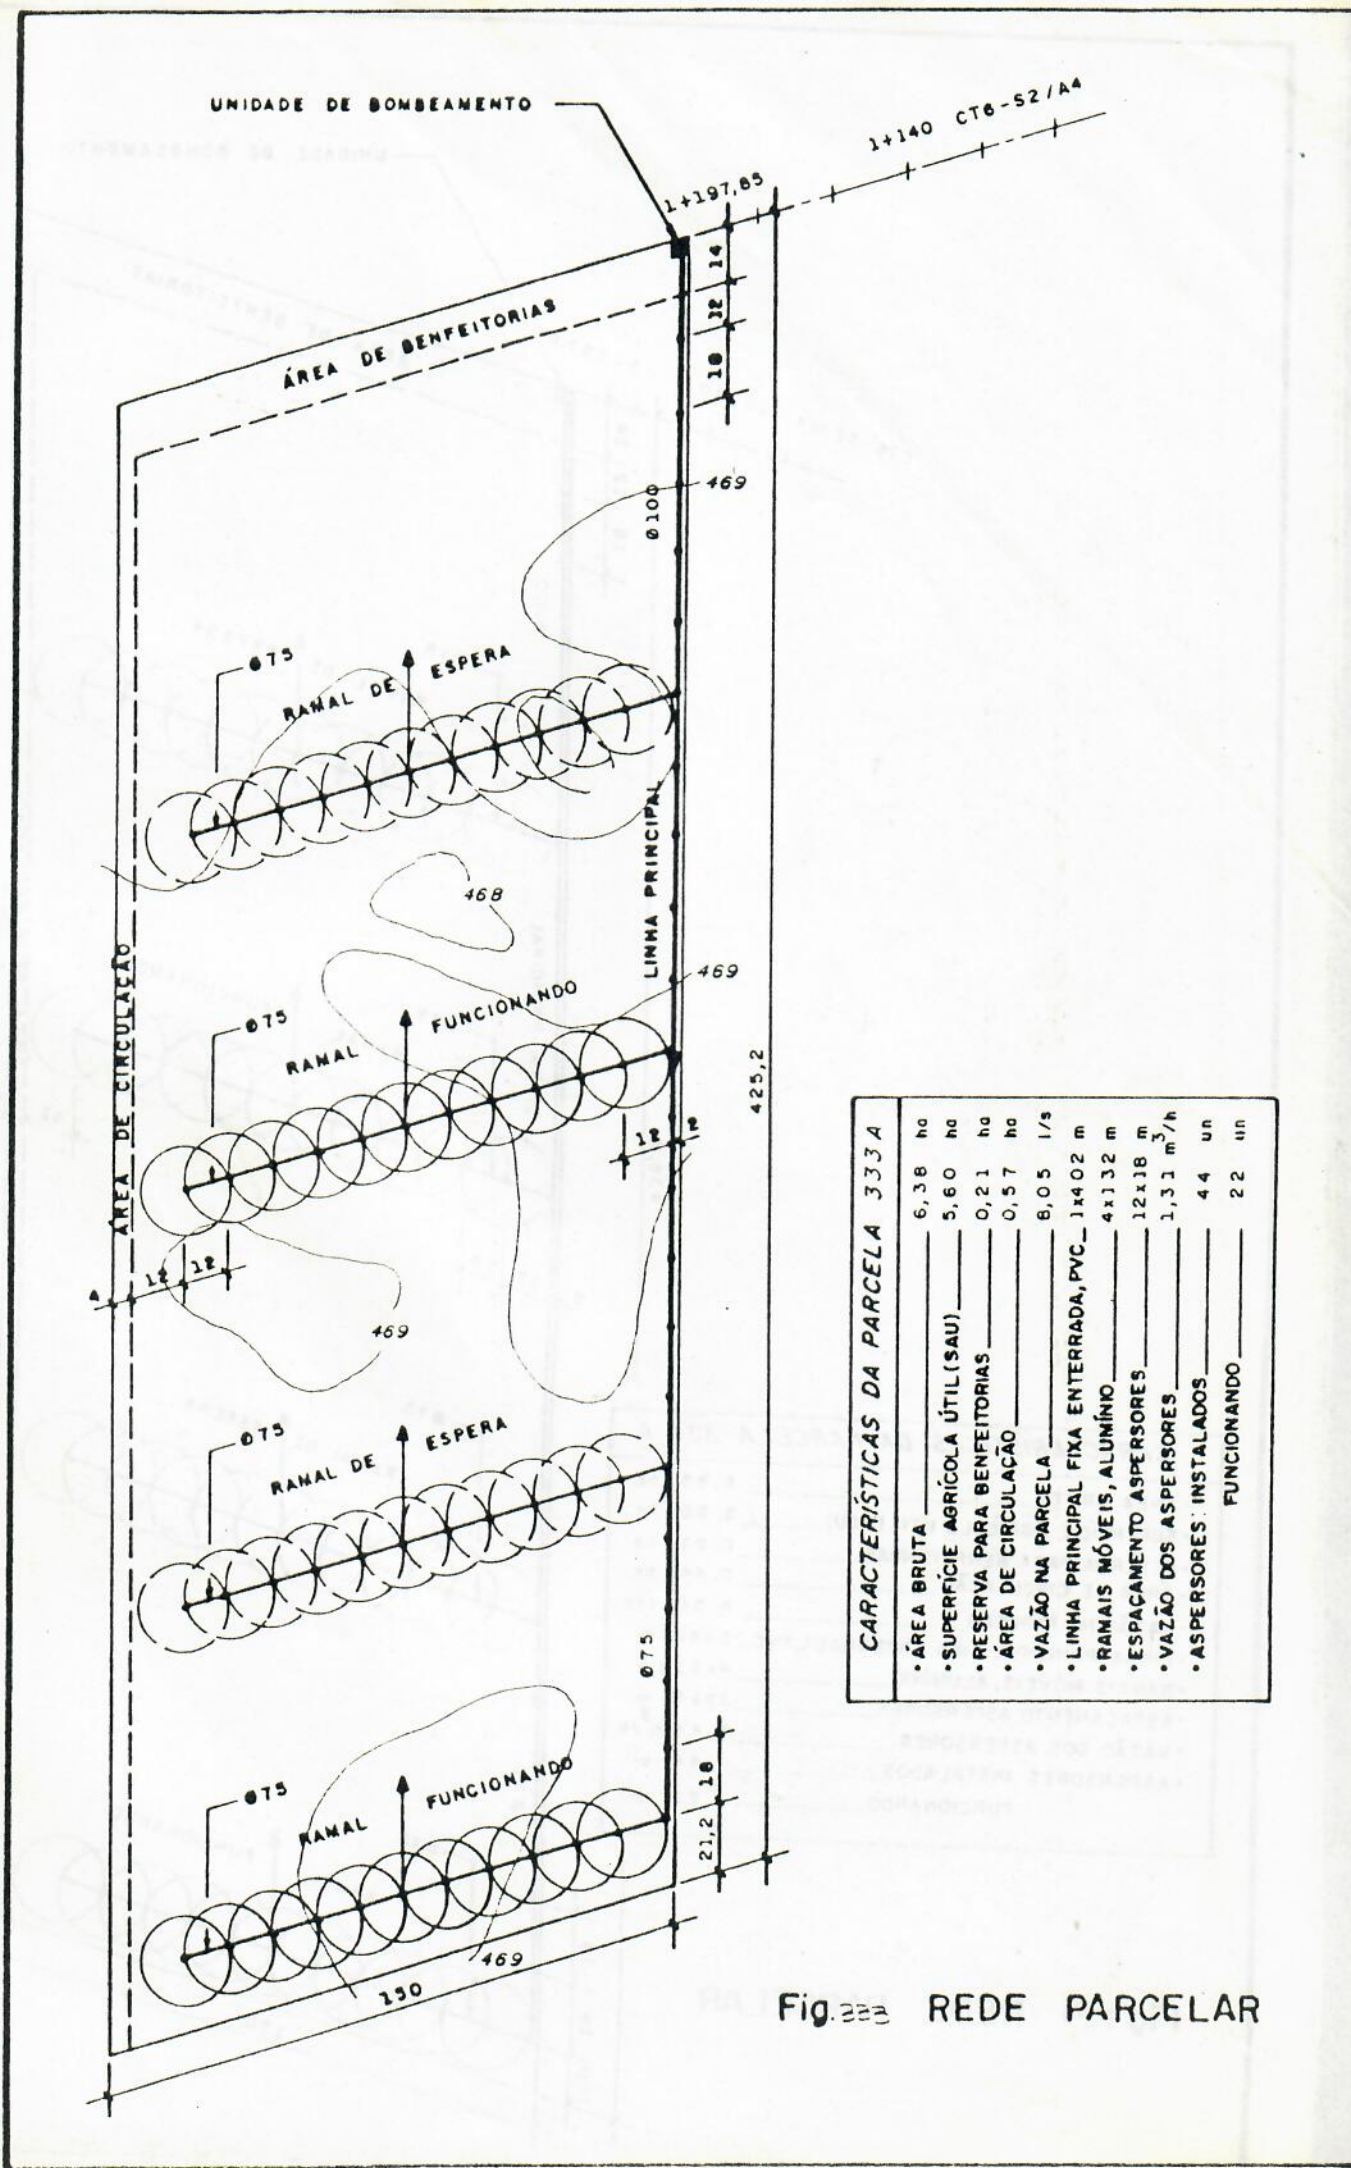 UNIDADE DE BOMBEAMENTO
1+140 CT6-S2/A4
1+197,85
14
12
18
ÁREA DE BENFEITORIAS
469
Ø100
Ø75
RAMAL DE ESPERA
LINHA PRINCIPAL
468
469
ÁREA DE CIRCULAÇÃO
Ø75
RAMAL FUNCIONANDO
425,2
12
2
4
12
12
469
Ø75
RAMAL DE ESPERA
Ø75
Ø75
RAMAL FUNCIONANDO
18
21,2
469
150
CARACTERÍSTICAS DA PARCELA 333A
• ÁREA BRUTA 6,38 ha
• SUPERFÍCIE AGRÍCOLA ÚTIL (SAU) 5,60 ha
• RESERVA PARA BENFEITORIAS 0,21 ha
• ÁREA DE CIRCULAÇÃO 0,57 ha
• VAZÃO NA PARCELA 8,05 l/s
• LINHA PRINCIPAL FIXA ENTERRADA, PVC 1x402 m
• RAMAIS MÓVEIS, ALUMÍNIO 4x132 m
• ESPAÇAMENTO ASPERSORES 12x18 m
• VAZÃO DOS ASPERSORES 1,31 m³/h
• ASPERSORES: INSTALADOS 44 un
FUNCIONANDO 22 un
Fig. 333 REDE PARCELAR